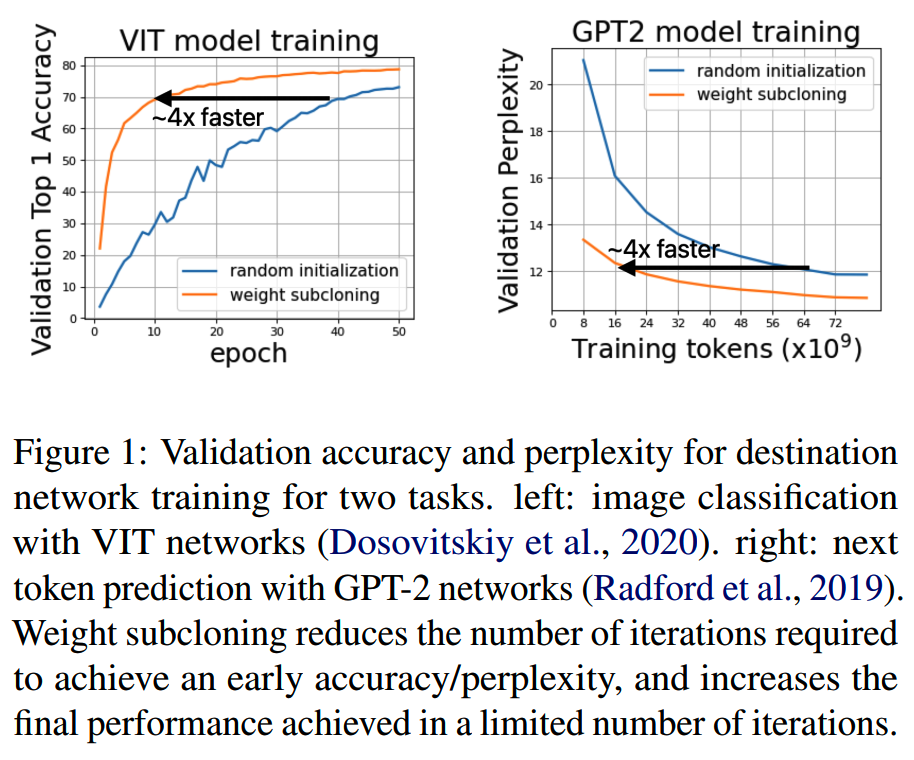 VIT model training
Validation Top 1 Accuracy
80
70
60
50
40
30
20
10
0
~4x faster
random initialization
weight subcloning
0 10 20 30 40 50
epoch
GPT2 model training
Validation Perplexity
20
18
16
14
12
random initialization
weight subcloning
~4x faster
0 8 16 24 32 40 48 56 64 72
Training tokens (x10⁹)
Figure 1: Validation accuracy and perplexity for destination
network training for two tasks. left: image classification
with VIT networks (Dosovitskiy et al., 2020). right: next
token prediction with GPT-2 networks (Radford et al., 2019).
Weight subcloning reduces the number of iterations required
to achieve an early accuracy/perplexity, and increases the
final performance achieved in a limited number of iterations.